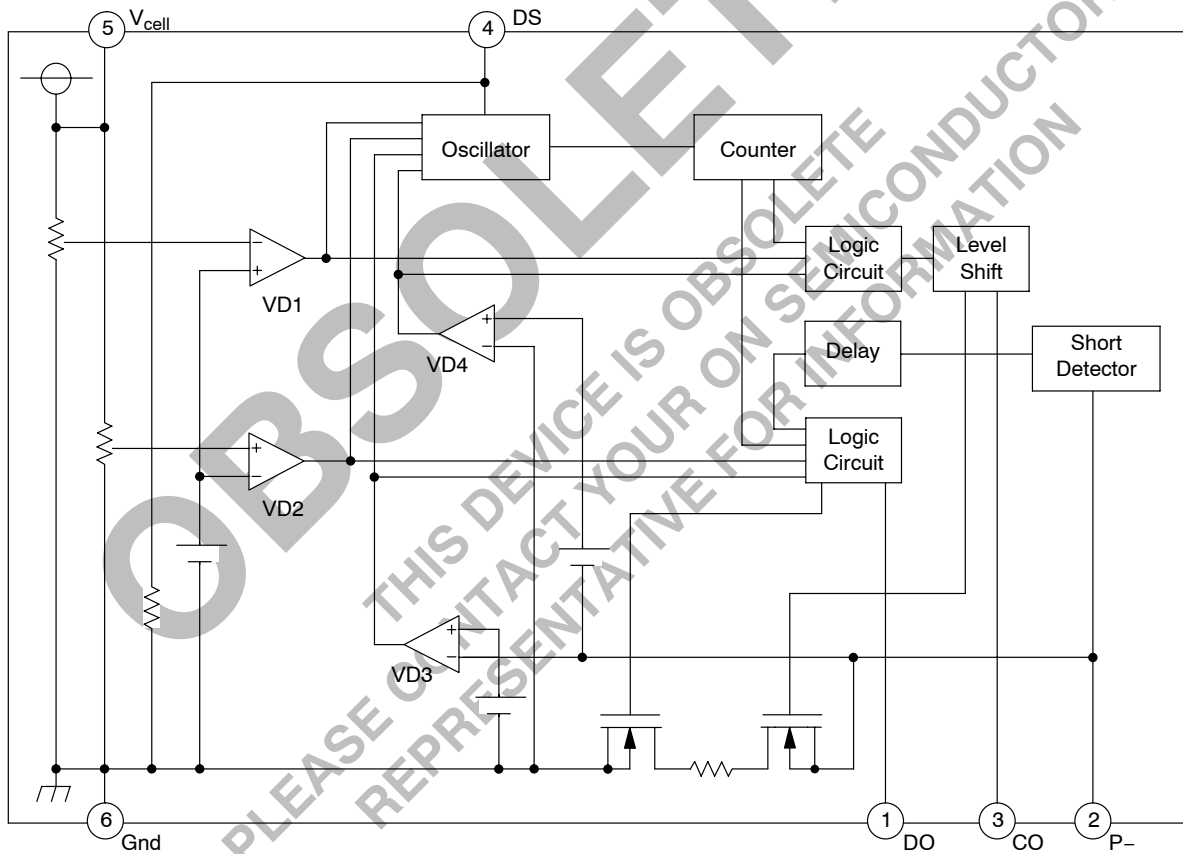 5 Vcell
4 DS
Oscillator
Counter
− +
VD1
Logic Circuit
Level Shift
+ −
VD4
Delay
Short Detector
+ −
VD2
Logic Circuit
+ −
VD3
6 Gnd
1 DO
3 CO
2 P−
OBSOLETE
THIS DEVICE IS OBSOLETE
PLEASE CONTACT YOUR ON SEMICONDUCTOR
REPRESENTATIVE FOR INFORMATION